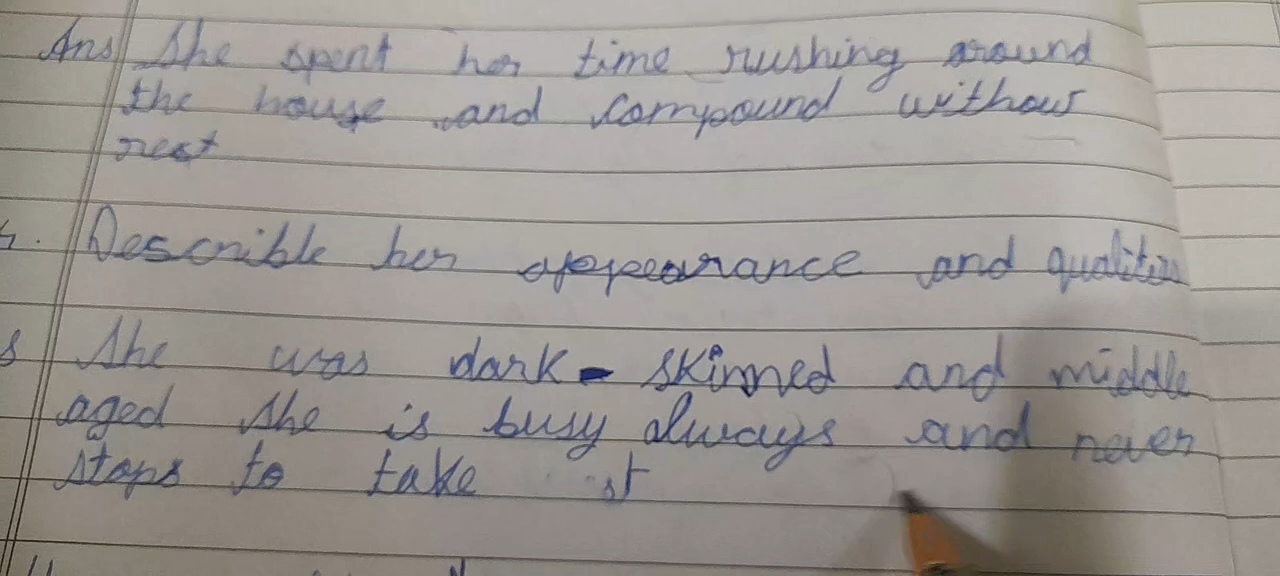 Ans She spent her time rushing around
the house and compound without
rest
Describle her appearance and qualities
She was dark - skinned and middle
aged she is busy always and never
stops to take